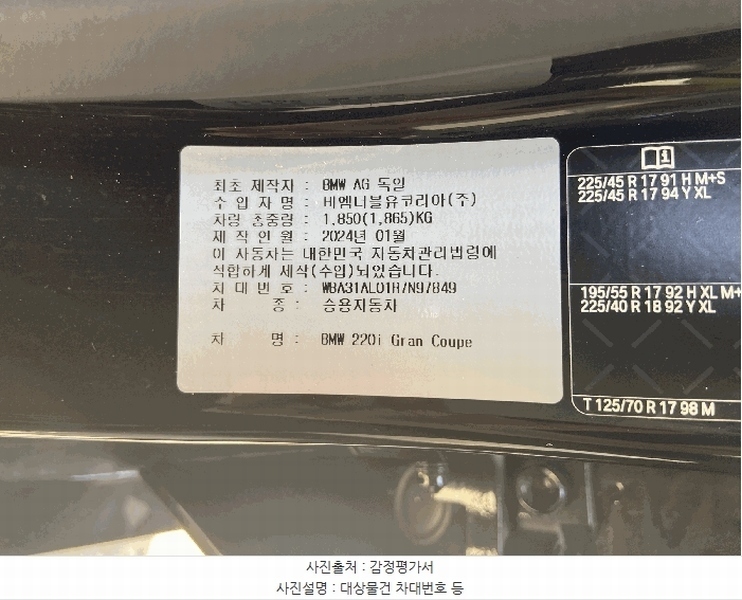 최초 제작자 : BMW AG 독일
수 입 자 명 : 비엠더블유코리아(주)
차량 총중량 : 1,850(1,865)KG
제 작 연 월 : 2024년 01월
이 자동차는 대한민국 자동차관리법령에
적합하게 제작(수입)되었습니다.
차 대 번 호 :
차 종 : 승용자동차
차 명 : BMW 220i Gran Coupe
225/45 R 17 91 H M+S
225/45 R 17 94 Y XL
195/55 R 17 92 H XL M+
225/40 R 18 92 Y XL
T 125/70 R 17 98 M
사진출처 : 감정평가서
사진설명 : 대상물건 차대번호 등